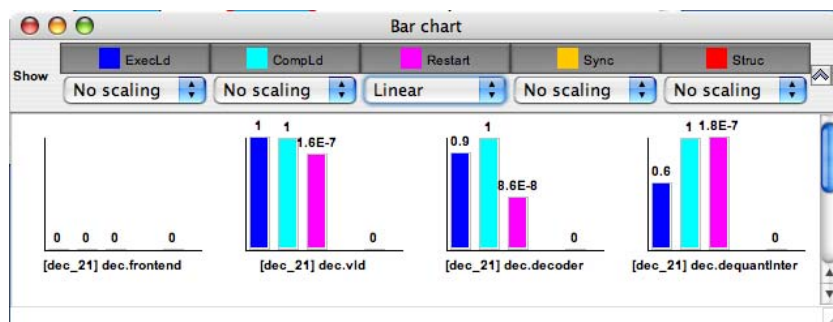 Bar chart
Show
ExecLd CompLd Restart Sync Struc
No scaling No scaling Linear No scaling No scaling
1 1 1.6E-7 0.9 1 8.6E-8 0.6 1 1.8E-7
0 0 0 0 0 0 0
[dec_21] dec.frontend [dec_21] dec.vld [dec_21] dec.decoder [dec_21] dec.dequantInter